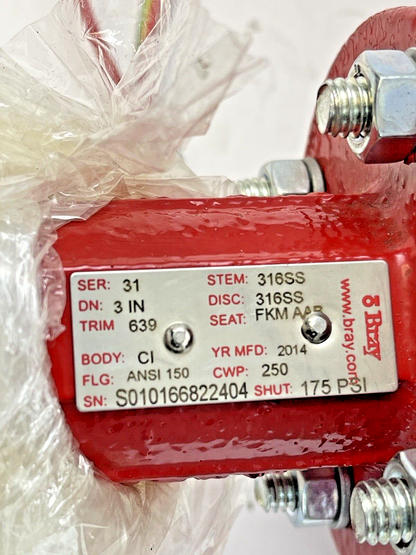 SER: 31 STEM: 316SS
DN: 3 IN DISC: 316SS
TRIM 639 SEAT: FKM AAB
BODY: CI YR MFD: 2014
FLG: ANSI 150 CWP: 250
SN: S010166822404 SHUT: 175 PSI
Bray
www.bray.com